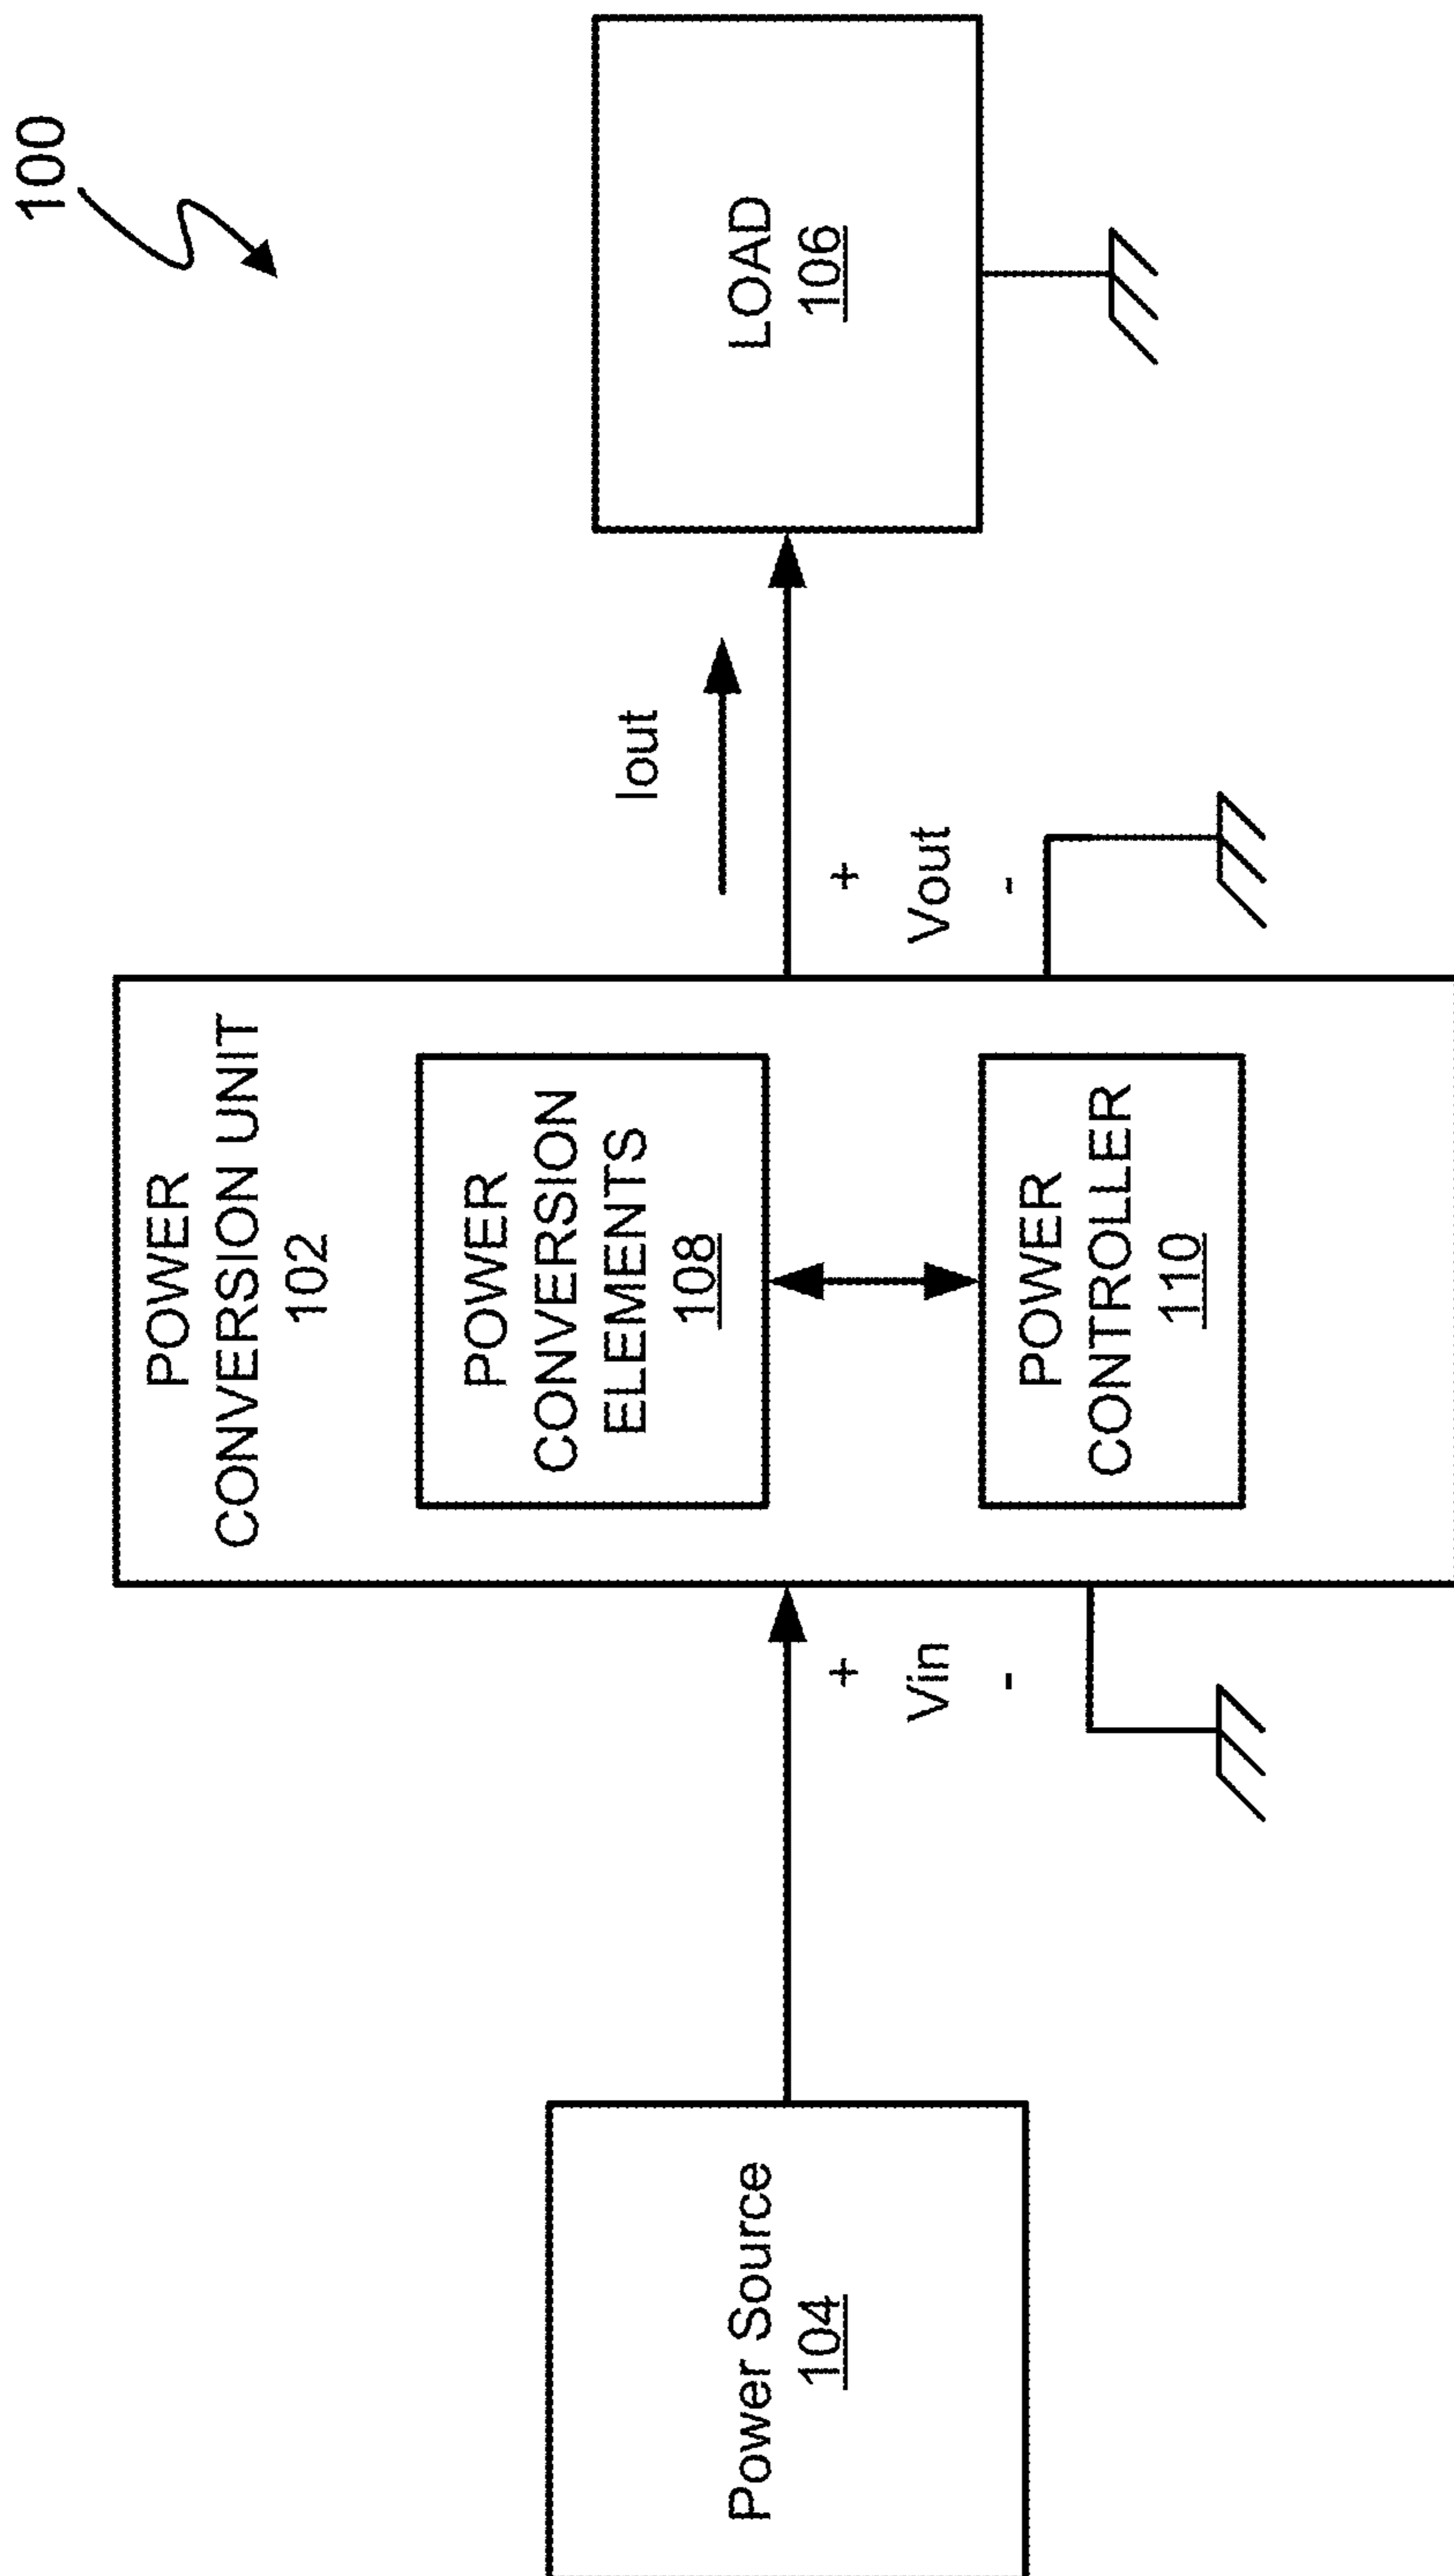 100
POWER
CONVERSION UNIT
102
POWER
CONVERSION
ELEMENTS
108
POWER
CONTROLLER
110
Power Source
104
+
Vin
-
Iout
+
Vout
-
LOAD
106